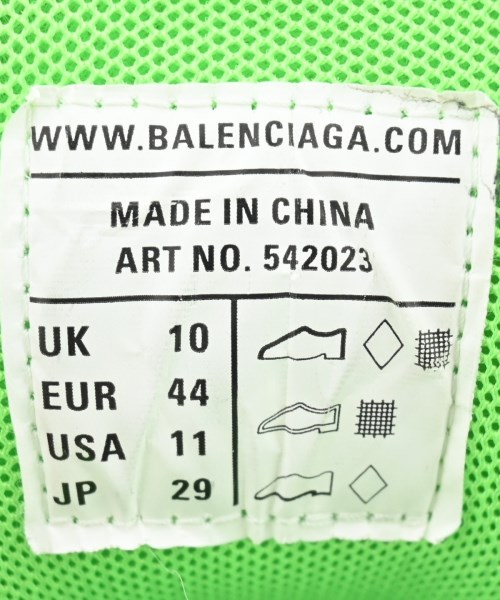 WWW.BALENCIAGA.COM
MADE IN CHINA
ART NO. 542023
UK 10
EUR 44
USA 11
JP 29